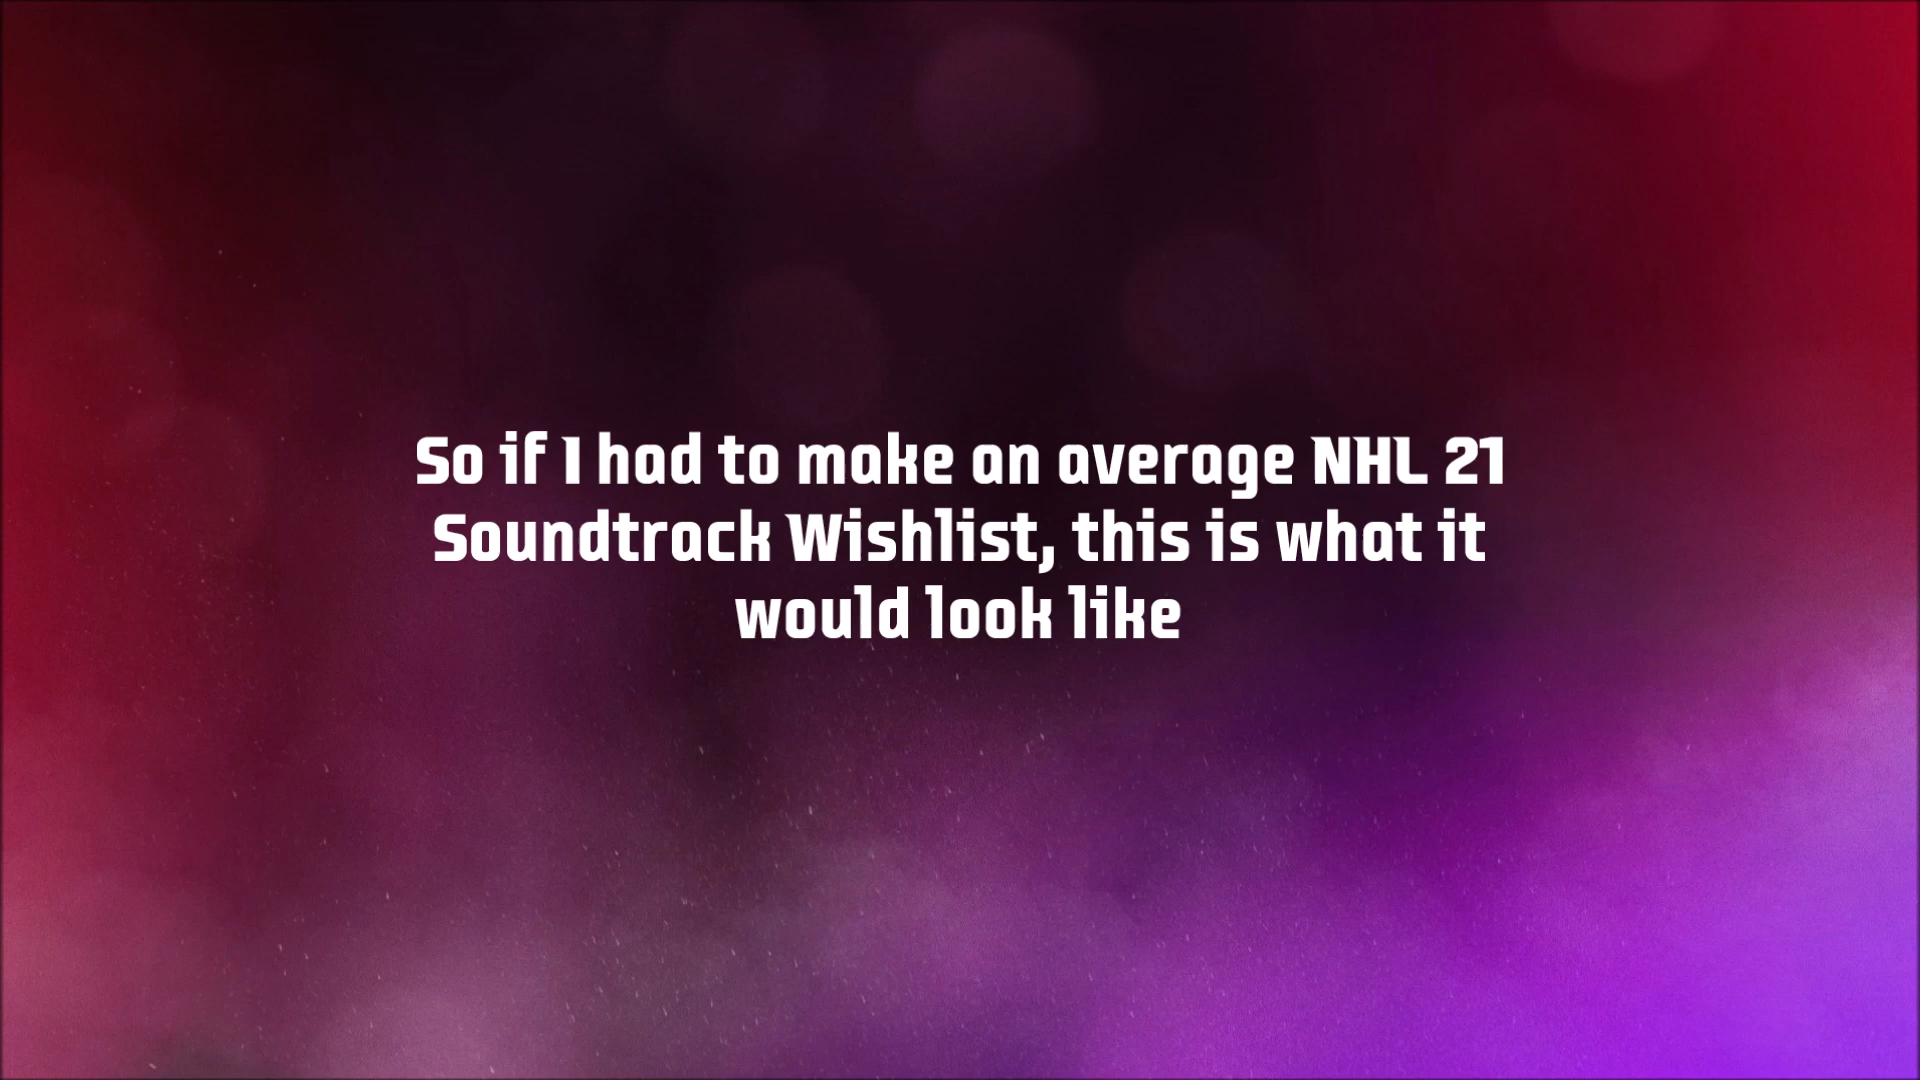 So if I had to make an average NHL 21
Soundtrack Wishlist, this is what it
would look like